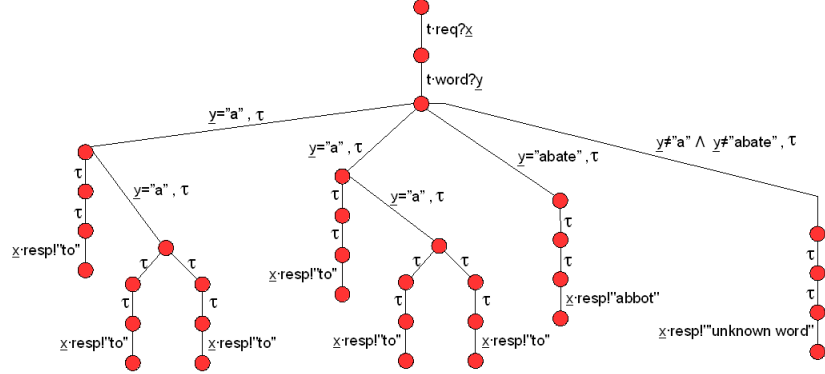 t·req?x
t·word?y
y="a" , τ
y="a" , τ
y="abate" , τ
y≠"a" ∧ y≠"abate" , τ
τ
τ
y="a" , τ
x·resp!"to"
τ
τ
τ
τ
x·resp!"to"
x·resp!"to"
τ
τ
y="a" , τ
x·resp!"to"
τ
τ
τ
τ
x·resp!"to"
x·resp!"to"
τ
τ
x·resp!"abbot"
τ
τ
x·resp!"'unknown word"